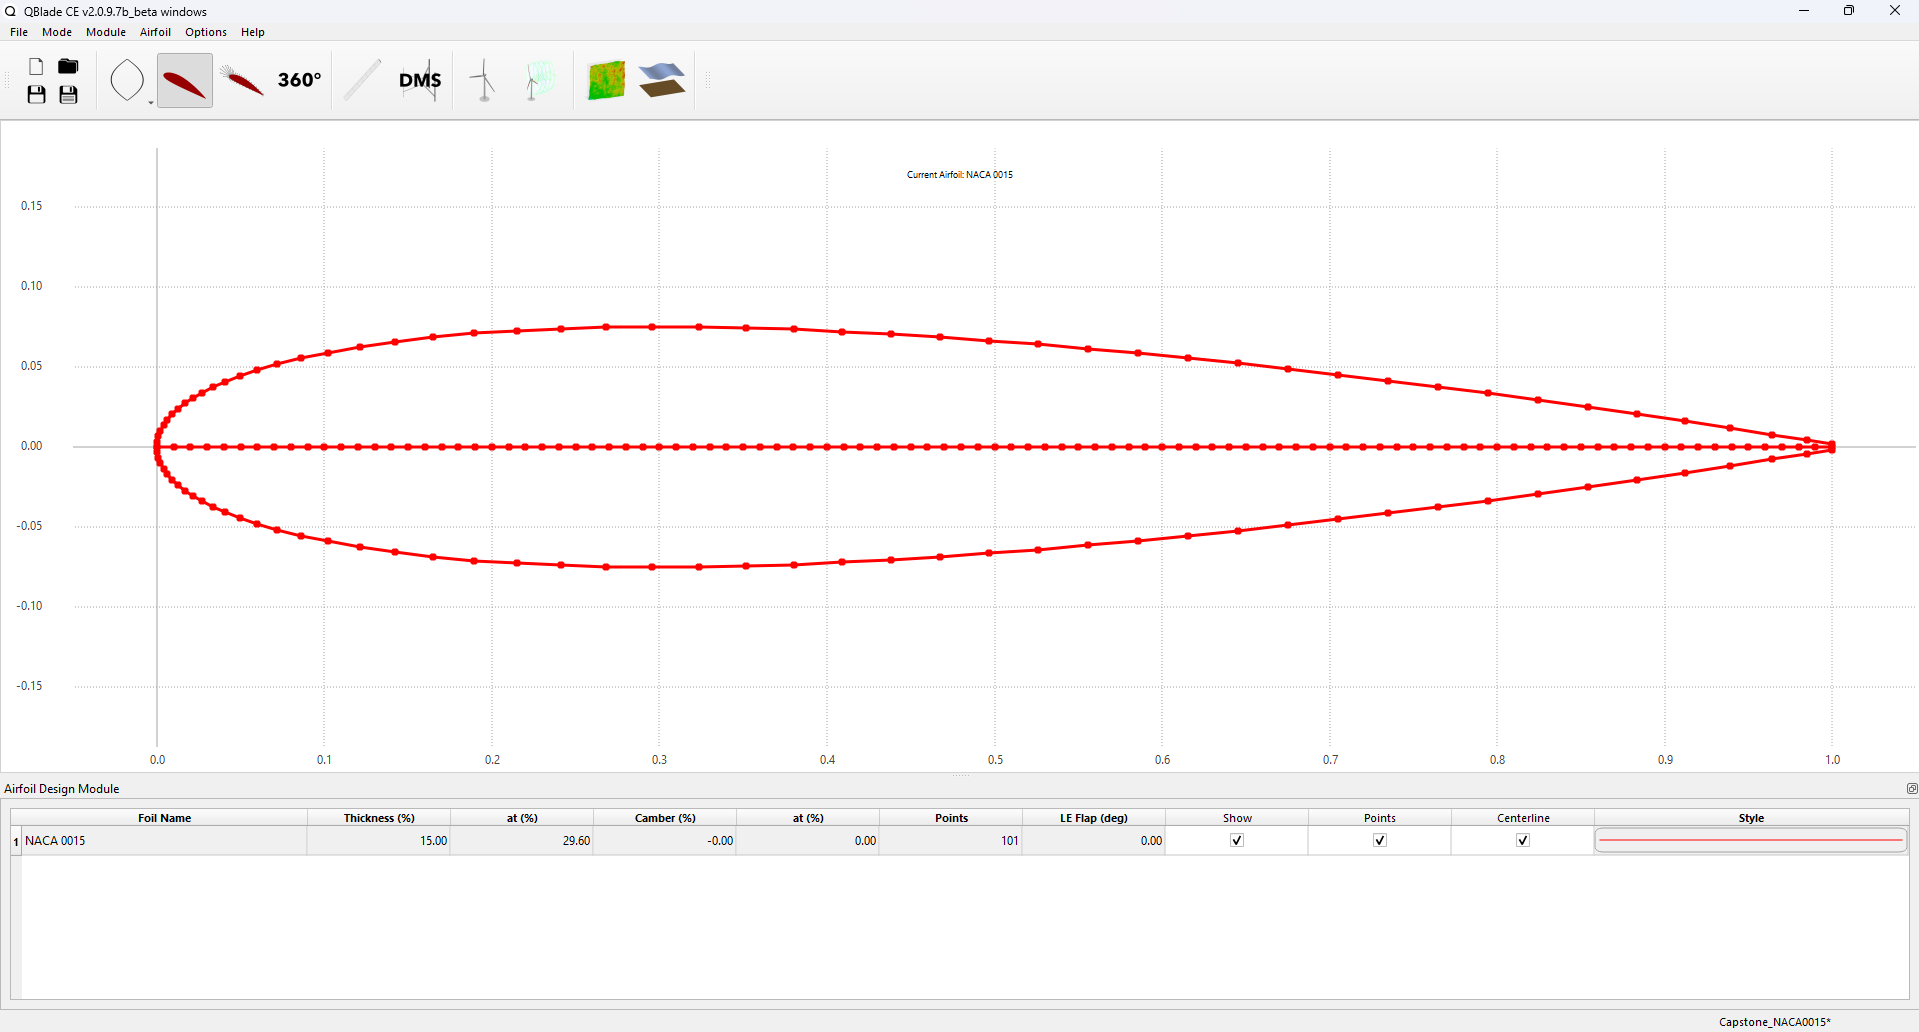 QBlade CE v2.0.9.7b_beta windows
File Mode Module Airfoil Options Help
360° DMS
Current Airfoil: NACA 0015
0.15
0.10
0.05
0.00
-0.05
-0.10
-0.15
0.0 0.1 0.2 0.3 0.4 0.5 0.6 0.7 0.8 0.9 1.0
Airfoil Design Module
Foil Name Thickness (%) at (%) Camber (%) at (%) Points LE Flap (deg) Show Points Centerline Style
1 NACA 0015 15.00 29.60 -0.00 0.00 101 0.00
Capstone_NACA0015*